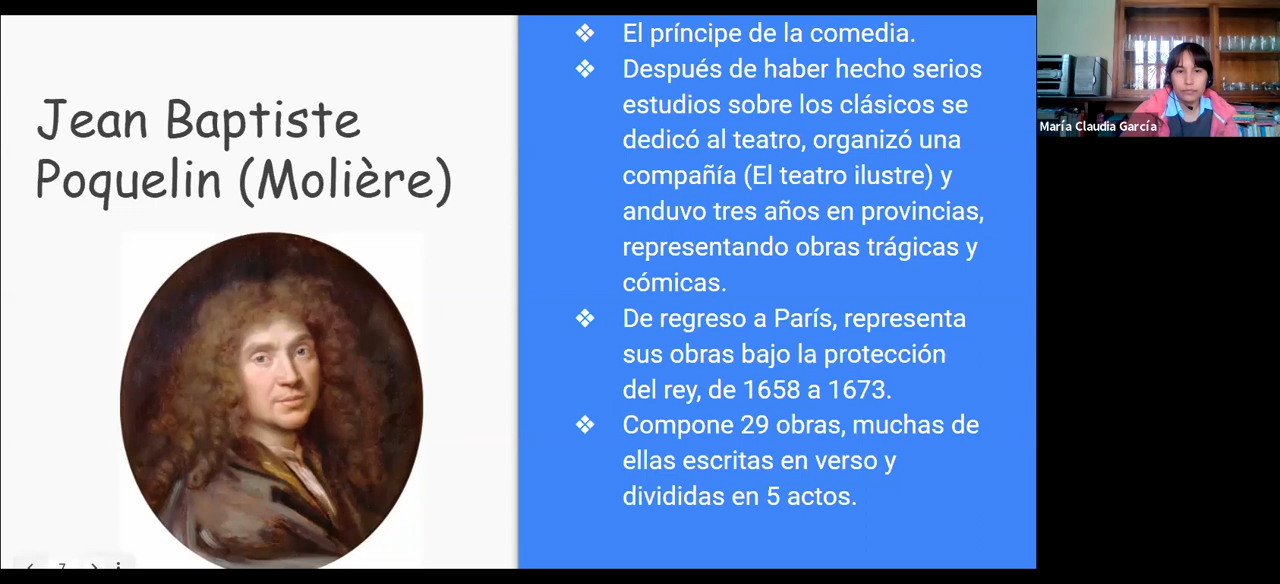 Jean Baptiste
Poquelin (Molière)
❖ El príncipe de la comedia.
❖ Después de haber hecho serios
estudios sobre los clásicos se
dedicó al teatro, organizó una
compañía (El teatro ilustre) y
anduvo tres años en provincias,
representando obras trágicas y
cómicas.
❖ De regreso a París, representa
sus obras bajo la protección
del rey, de 1658 a 1673.
❖ Compone 29 obras, muchas de
ellas escritas en verso y
divididas en 5 actos.
María Claudia García
7